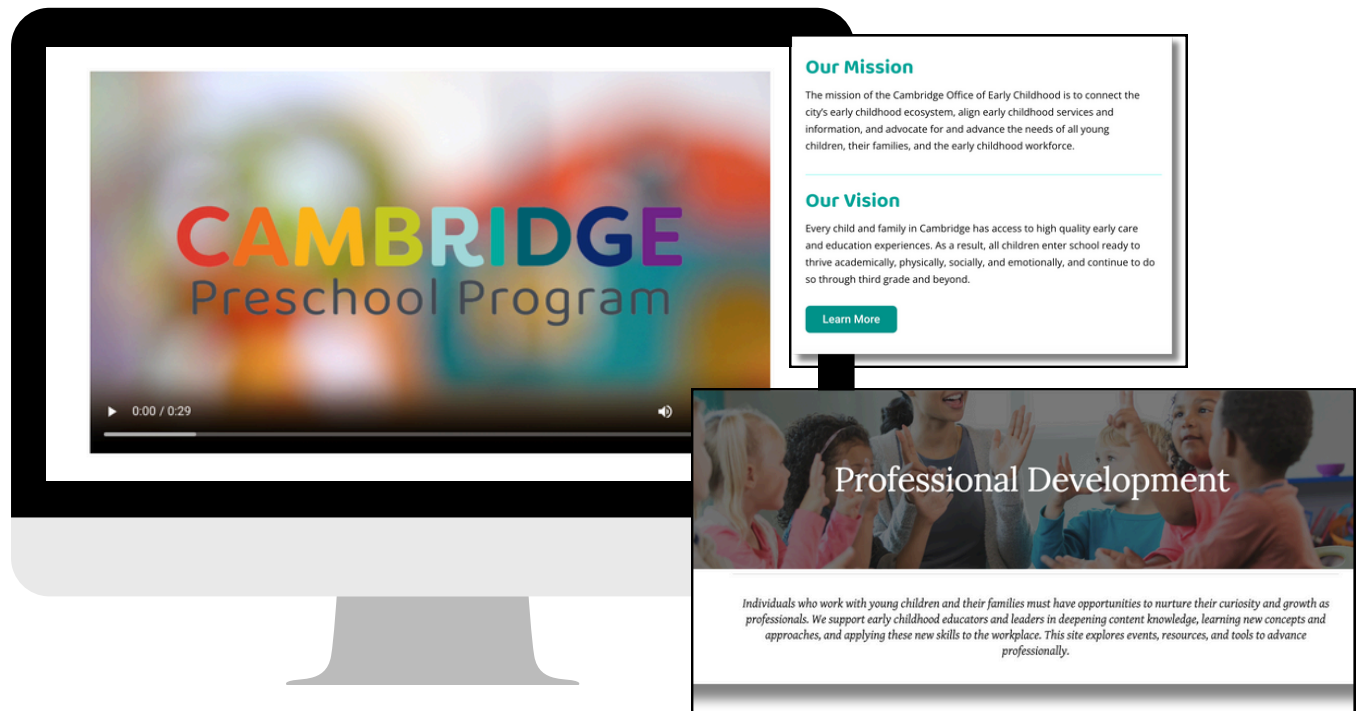 CAMBRIDGE
Preschool Program
0:00 / 0:29
Our Mission
The mission of the Cambridge Office of Early Childhood is to connect the
city's early childhood ecosystem, align early childhood services and
information, and advocate for and advance the needs of all young
children, their families, and the early childhood workforce.
Our Vision
Every child and family in Cambridge has access to high quality early care
and education experiences. As a result, all children enter school ready to
thrive academically, physically, socially, and emotionally, and continue to do
so through third grade and beyond.
Learn More
Professional Development
Individuals who work with young children and their families must have opportunities to nurture their curiosity and growth as
professionals. We support early childhood educators and leaders in deepening content knowledge, learning new concepts and
approaches, and applying these new skills to the workplace. This site explores events, resources, and tools to advance
professionally.